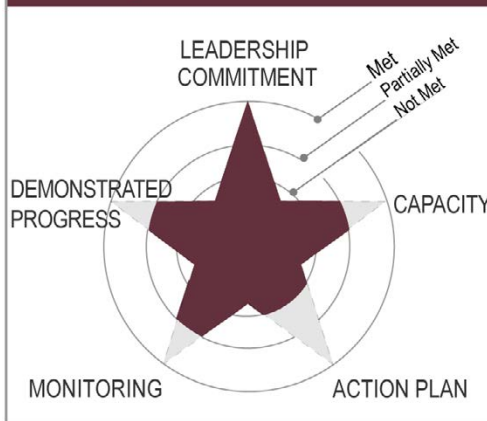 LEADERSHIP
COMMITMENT
Met
Partially Met
Not Met
DEMONSTRATED
PROGRESS
CAPACITY
MONITORING
ACTION PLAN